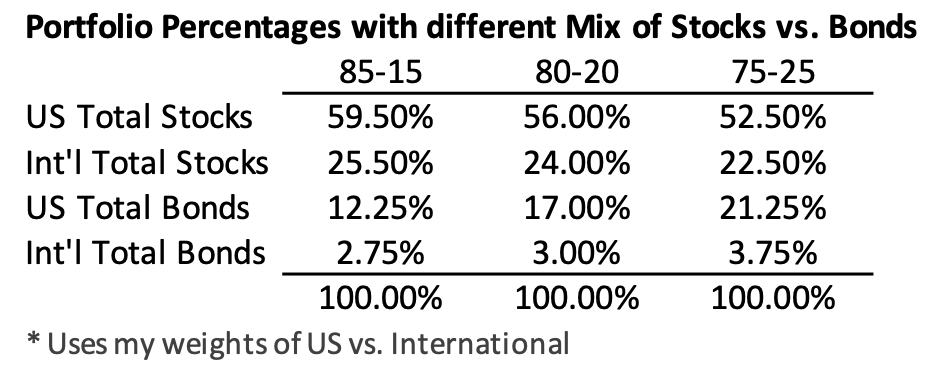 Portfolio Percentages with different Mix of Stocks vs. Bonds
85-15 80-20 75-25
US Total Stocks 59.50% 56.00% 52.50%
Int'l Total Stocks 25.50% 24.00% 22.50%
US Total Bonds 12.25% 17.00% 21.25%
Int'l Total Bonds 2.75% 3.00% 3.75%
100.00% 100.00% 100.00%
* Uses my weights of US vs. International